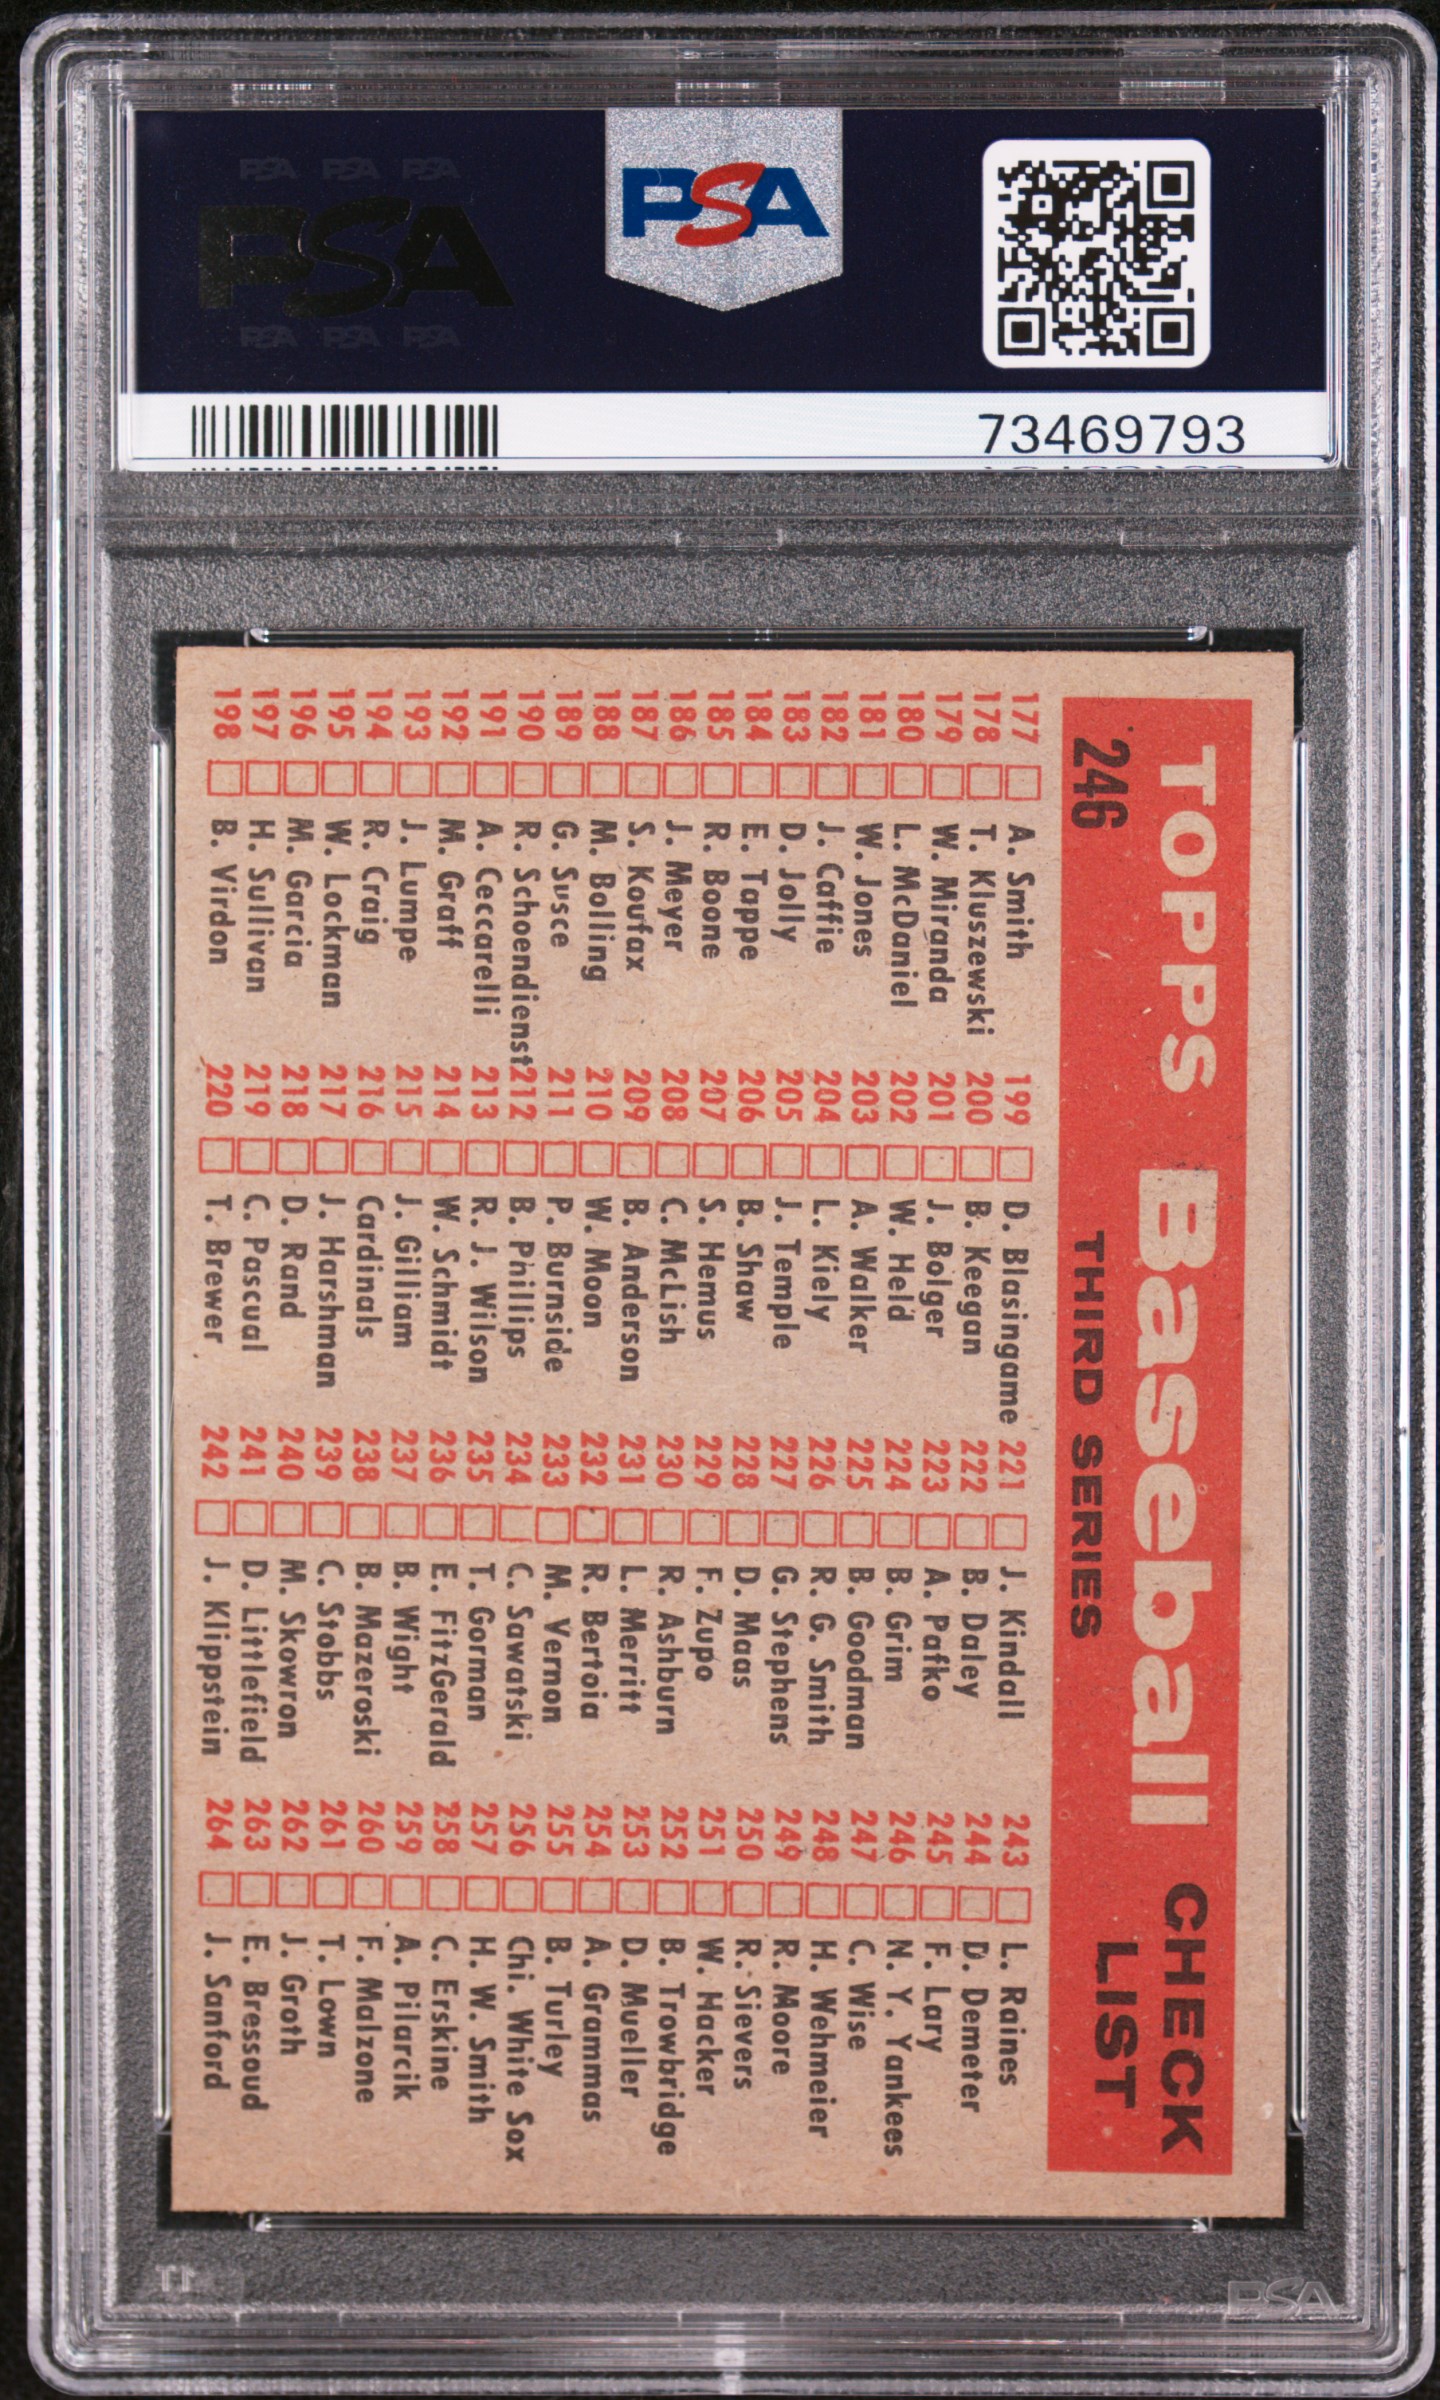 PSA PSA PSA
PSA
PSA PSA PSA
PSA
73469793
TOPPS Baseball CHECK LIST
246 THIRD SERIES
177 A. Smith
178 T. Kluszewski
179 W. Miranda
180 L. McDaniel
181 W. Jones
182 J. Caffie
183 D. Jolly
184 E. Tappe
185 R. Boone
186 J. Meyer
187 S. Koufax
188 M. Bolling
189 G. Susce
190 R. Schoendienst
191 A. Ceccarelli
192 M. Graff
193 J. Lumpe
194 R. Craig
195 W. Lockman
196 M. Garcia
197 H. Sullivan
198 B. Virdon
199 D. Blasingame
200 B. Keegan
201 J. Bolger
202 W. Held
203 A. Walker
204 L. Kiely
205 J. Temple
206 B. Shaw
207 S. Hemus
208 C. McLish
209 B. Anderson
210 W. Moon
211 P. Burnside
212 B. Phillips
213 R. J. Wilson
214 W. Schmidt
215 J. Gilliam
216 Cardinals
217 J. Harshman
218 D. Rand
219 C. Pascual
220 T. Brewer
221 J. Kindall
222 B. Daley
223 A. Pafko
224 B. Grim
225 B. Goodman
226 R. G. Smith
227 G. Stephens
228 D. Maas
229 F. Zupo
230 R. Ashburn
231 L. Merritt
232 R. Bertoia
233 M. Vernon
234 C. Sawatski
235 T. Gorman
236 E. FitzGerald
237 B. Wight
238 B. Mazeroski
239 C. Stobbs
240 M. Skowron
241 D. Littlefield
242 J. Klippstein
243 L. Raines
244 D. Demeter
245 F. Lary
246 N. Y. Yankees
247 C. Wise
248 H. Wehmeier
249 R. Moore
250 R. Sievers
251 W. Hacker
252 B. Trowbridge
253 D. Mueller
254 A. Grammas
255 B. Turley
256 Chi. White Sox
257 H. W. Smith
258 C. Erskine
259 A. Pilarcik
260 F. Malzone
261 T. Lown
262 J. Groth
263 E. Bressoud
264 J. Sanford
PSA